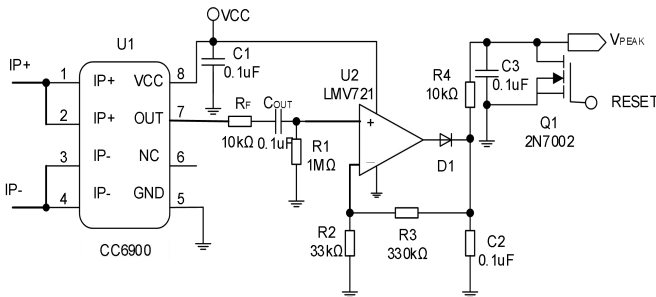 VCC
U1
C1
0.1uF
IP+
1
IP+
VCC
8
2
IP+
OUT
7
3
IP-
NC
6
IP-
4
IP-
GND
5
CC6900
RF
10kΩ
COUT
0.1uF
R1
1MΩ
U2
LMV721
+
−
D1
R2
33kΩ
R3
330kΩ
C2
0.1uF
R4
10kΩ
C3
0.1uF
VPEAK
RESET
Q1
2N7002